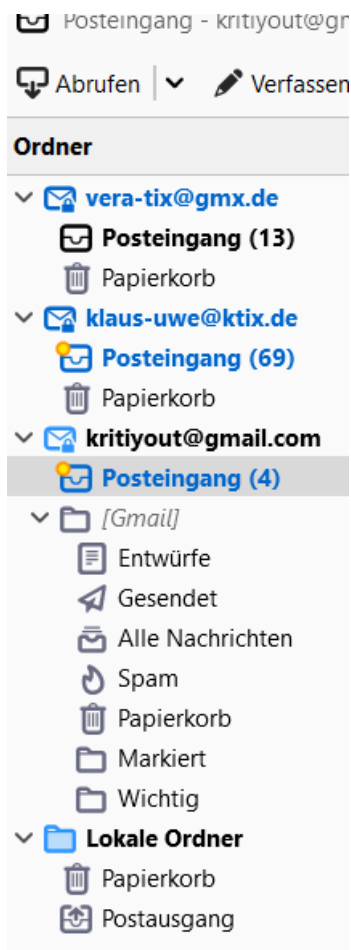 Posteingang - kritiyout@gm
Abrufen Verfassen
Ordner
vera-tix@gmx.de
Posteingang (13)
Papierkorb
klaus-uwe@ktix.de
Posteingang (69)
Papierkorb
kritiyout@gmail.com
Posteingang (4)
[Gmail]
Entwürfe
Gesendet
Alle Nachrichten
Spam
Papierkorb
Markiert
Wichtig
Lokale Ordner
Papierkorb
Postausgang